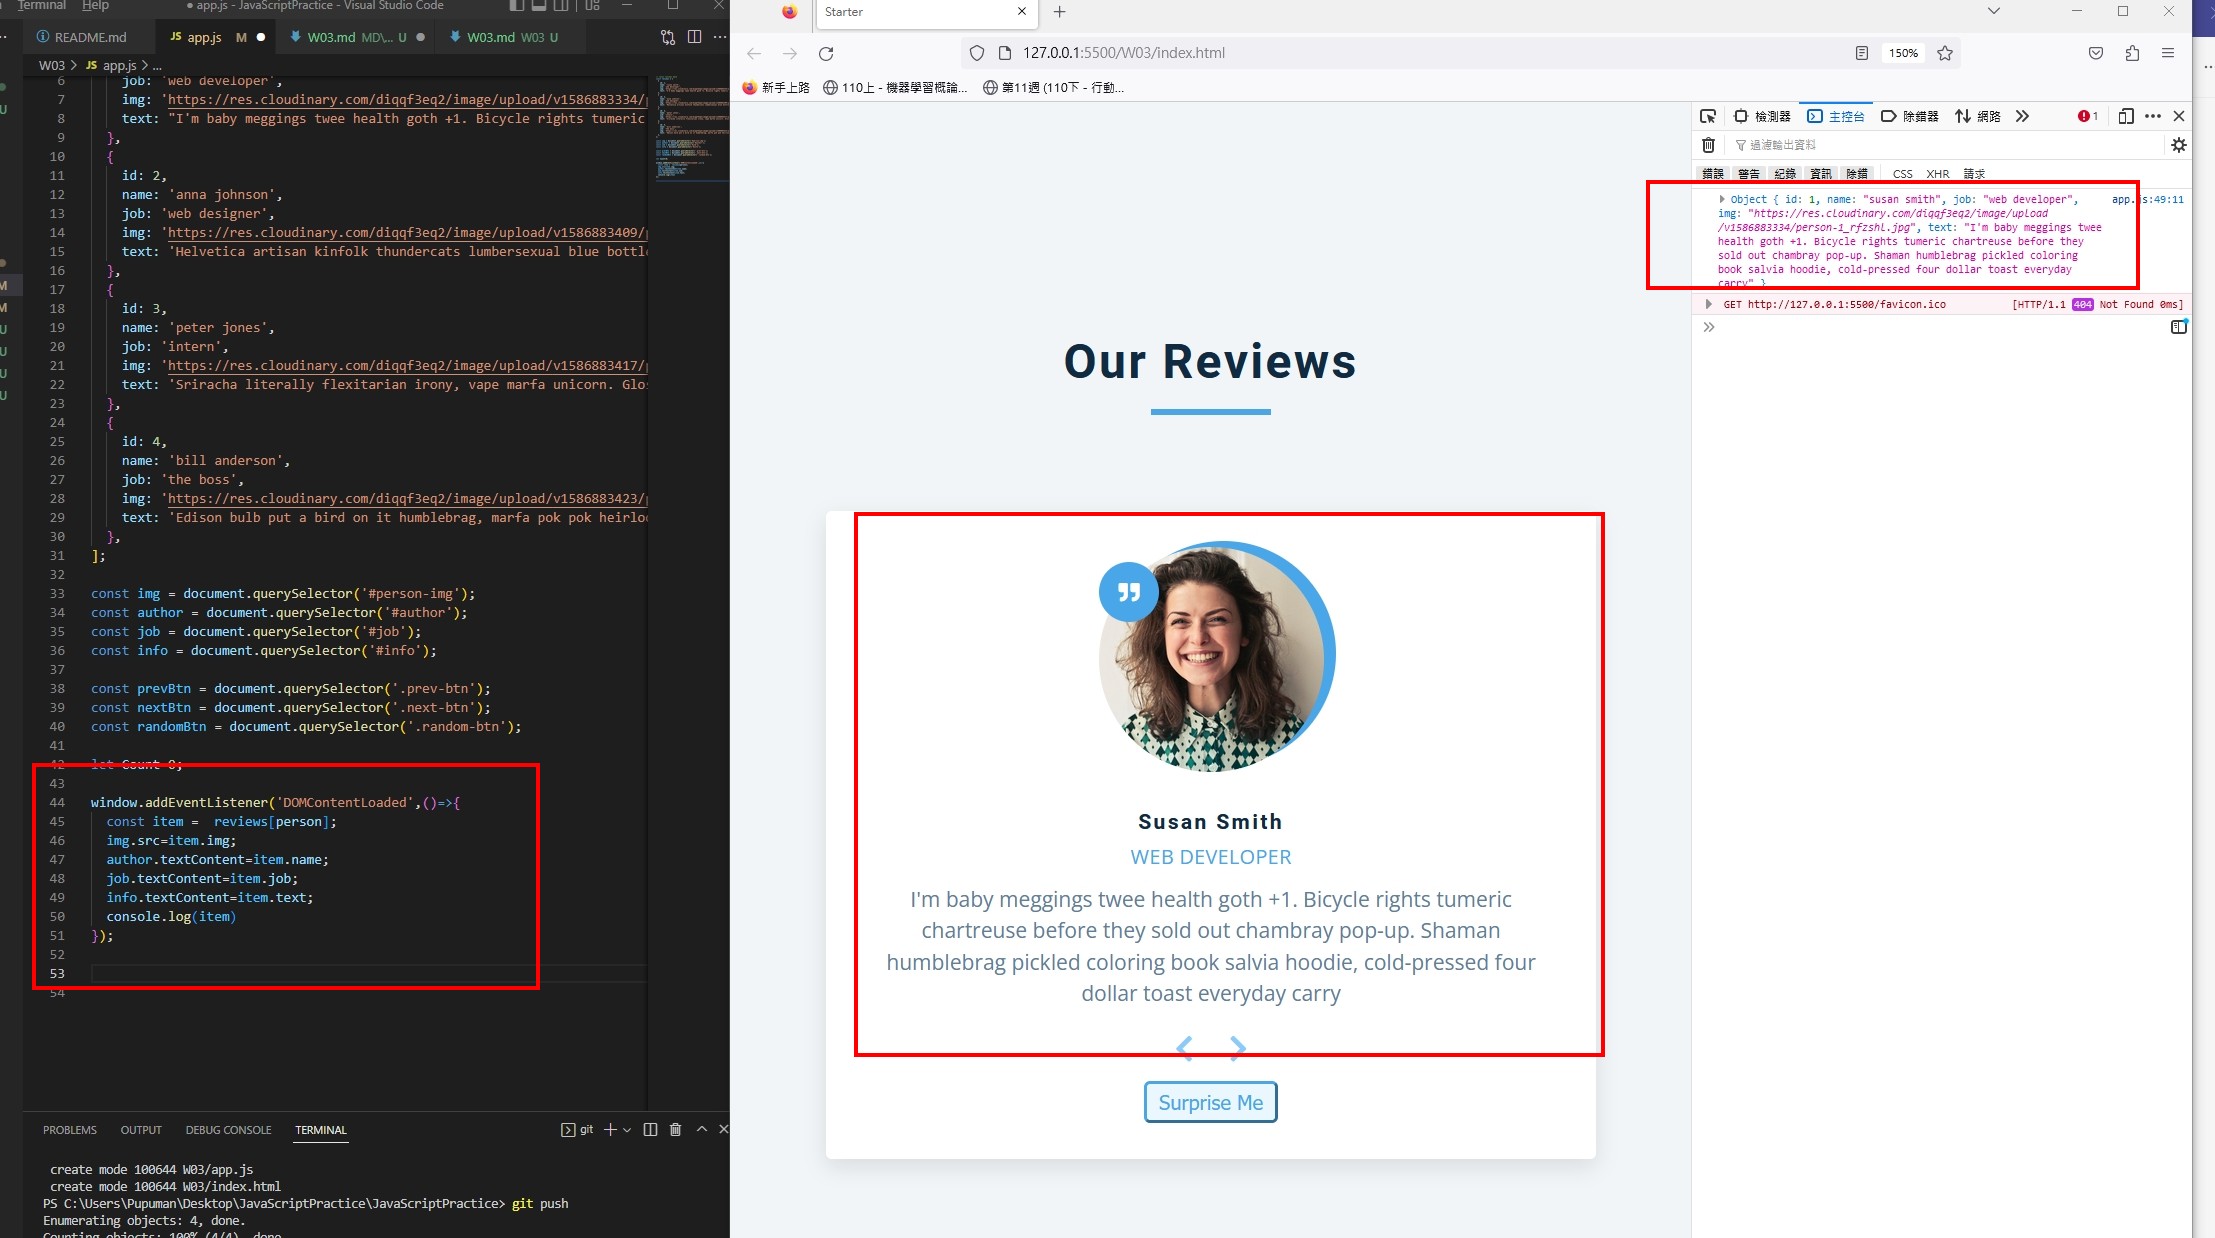 Terminal Help
● app.js - JavaScriptPractice - Visual Studio Code
README.md
JS app.js M ●
W03.md MD\... U ●
W03.md W03 U
W03 > JS app.js > ...
6 job: 'web developer',
7 img: 'https://res.cloudinary.com/diqqf3eq2/image/upload/v1586883334/
8 text: "I'm baby meggings twee health goth +1. Bicycle rights tumeric
9 },
10 {
11 id: 2,
12 name: 'anna johnson',
13 job: 'web designer',
14 img: 'https://res.cloudinary.com/diqqf3eq2/image/upload/v1586883409/
15 text: 'Helvetica artisan kinfolk thundercats lumbersexual blue bottle
16 },
17 {
18 id: 3,
19 name: 'peter jones',
20 job: 'intern',
21 img: 'https://res.cloudinary.com/diqqf3eq2/image/upload/v1586883417/
22 text: 'Sriracha literally flexitarian irony, vape marfa unicorn. Glos
23 },
24 {
25 id: 4,
26 name: 'bill anderson',
27 job: 'the boss',
28 img: 'https://res.cloudinary.com/diqqf3eq2/image/upload/v1586883423/
29 text: 'Edison bulb put a bird on it humblebrag, marfa pok pok heirloo
30 },
31 ];
32
33 const img = document.querySelector('#person-img');
34 const author = document.querySelector('#author');
35 const job = document.querySelector('#job');
36 const info = document.querySelector('#info');
37
38 const prevBtn = document.querySelector('.prev-btn');
39 const nextBtn = document.querySelector('.next-btn');
40 const randomBtn = document.querySelector('.random-btn');
41
42 let Count 0;
43
44 window.addEventListener('DOMContentLoaded',()=>{
45 const item =  reviews[person];
46 img.src=item.img;
47 author.textContent=item.name;
48 job.textContent=item.job;
49 info.textContent=item.text;
50 console.log(item)
51 });
52
53
54
PROBLEMS OUTPUT DEBUG CONSOLE TERMINAL
git
create mode 100644 W03/app.js
create mode 100644 W03/index.html
PS C:\Users\Pupuman\Desktop\JavaScriptPractice\JavaScriptPractice> git push
Enumerating objects: 4, done.
Counting objects: 100% (4/4), done.
Starter
127.0.0.1:5500/W03/index.html
150%
新手上路
110上 - 機器學習概論...
第11週 (110下 - 行動...
Our Reviews
Susan Smith
WEB DEVELOPER
I'm baby meggings twee health goth +1. Bicycle rights tumeric
chartreuse before they sold out chambray pop-up. Shaman
humblebrag pickled coloring book salvia hoodie, cold-pressed four
dollar toast everyday carry
Surprise Me
檢測器 主控台 除錯器 網路 1
過濾輸出資料
錯誤 警告 紀錄 資訊 除錯 CSS XHR 請求
Object { id: 1, name: "susan smith", job: "web developer", app.js:49:11
img: "https://res.cloudinary.com/diqqf3eq2/image/upload
/v1586883334/person-1_rfzshl.jpg", text: "I'm baby meggings twee
health goth +1. Bicycle rights tumeric chartreuse before they
sold out chambray pop-up. Shaman humblebrag pickled coloring
book salvia hoodie, cold-pressed four dollar toast everyday
carry" }
GET http://127.0.0.1:5500/favicon.ico [HTTP/1.1 404 Not Found 0ms]